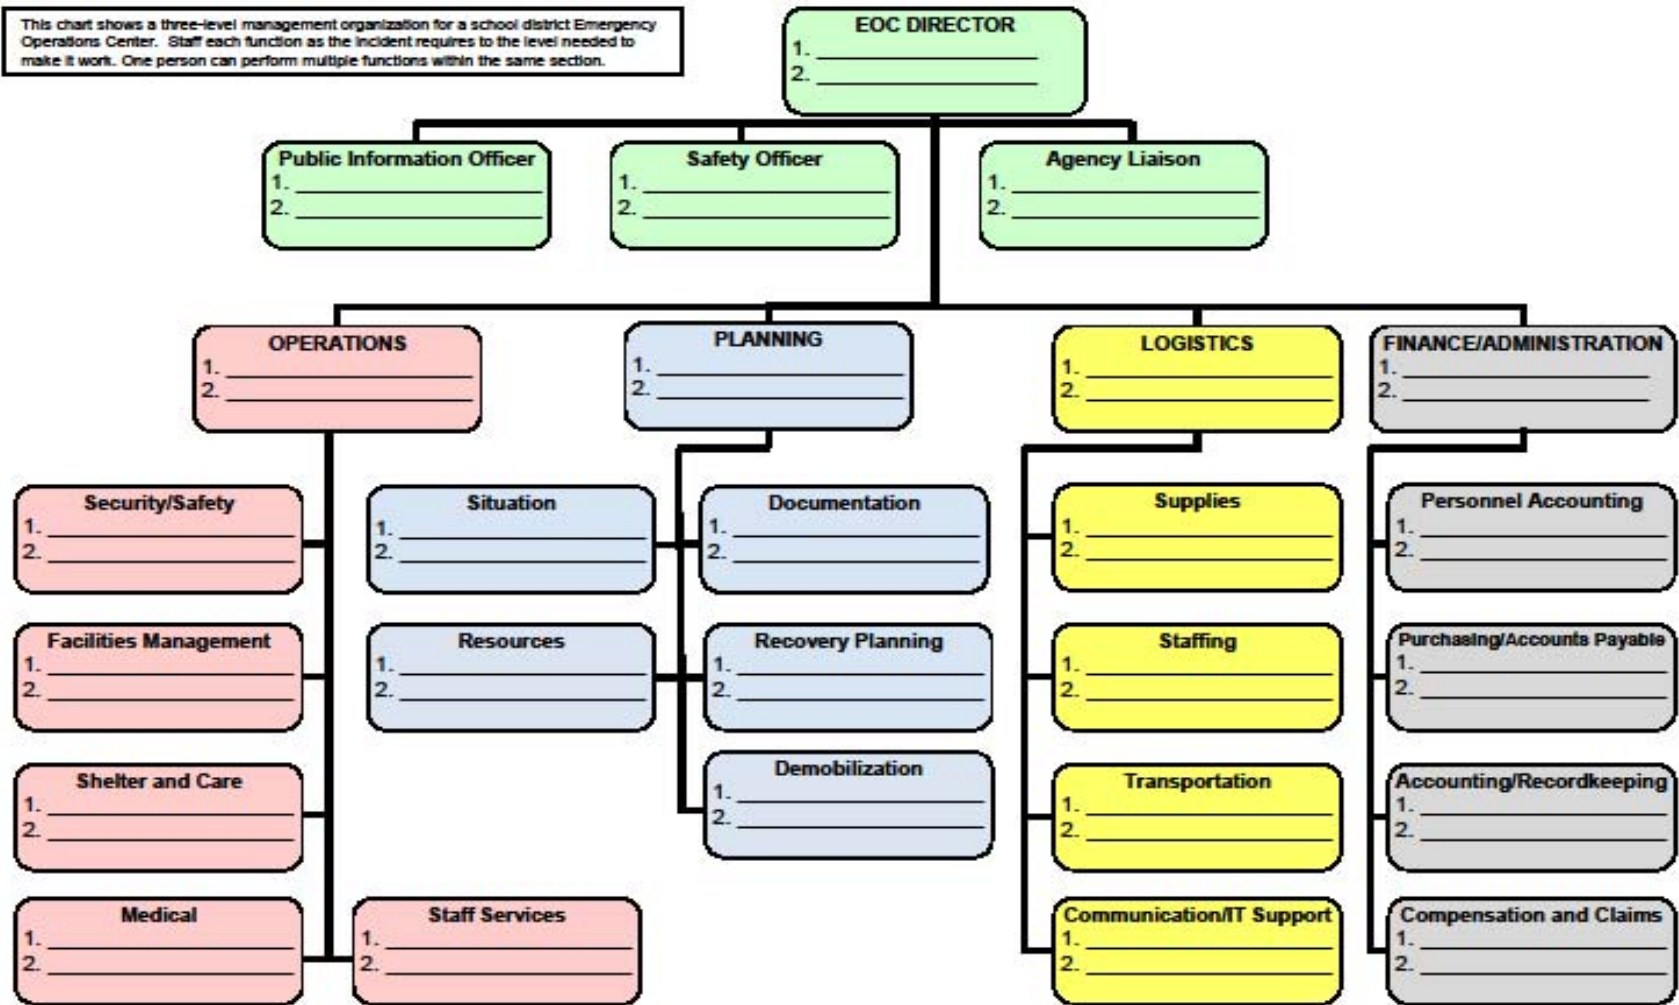 This chart shows a three-level management organization for a school district Emergency
Operations Center. Staff each function as the incident requires to the level needed to
make it work. One person can perform multiple functions within the same section.
EOC DIRECTOR
1.
2.
Public Information Officer
1.
2.
Safety Officer
1.
2.
Agency Liaison
1.
2.
OPERATIONS
1.
2.
PLANNING
1.
2.
LOGISTICS
1.
2.
FINANCE/ADMINISTRATION
1.
2.
Security/Safety
1.
2.
Situation
1.
2.
Documentation
1.
2.
Supplies
1.
2.
Personnel Accounting
1.
2.
Facilities Management
1.
2.
Resources
1.
2.
Recovery Planning
1.
2.
Staffing
1.
2.
Purchasing/Accounts Payable
1.
2.
Shelter and Care
1.
2.
Demobilization
1.
2.
Transportation
1.
2.
Accounting/Recordkeeping
1.
2.
Medical
1.
2.
Staff Services
1.
2.
Communication/IT Support
1.
2.
Compensation and Claims
1.
2.